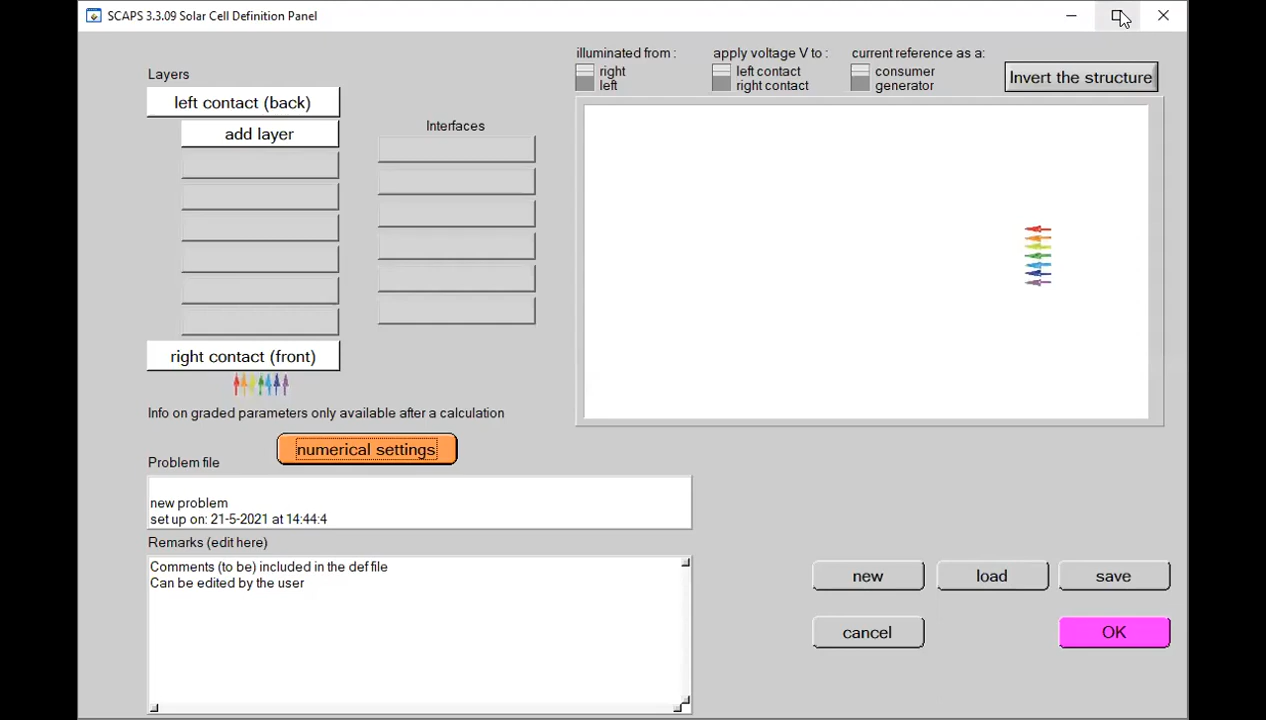 SCAPS 3.3.09 Solar Cell Definition Panel
illuminated from :
right
left
apply voltage V to :
left contact
right contact
current reference as a:
consumer
generator
Invert the structure
Layers
left contact (back)
add layer
Interfaces
right contact (front)
Info on graded parameters only available after a calculation
numerical settings
Problem file
new problem
set up on: 21-5-2021 at 14:44:4
Remarks (edit here)
Comments (to be) included in the def file
Can be edited by the user
new
load
save
cancel
OK